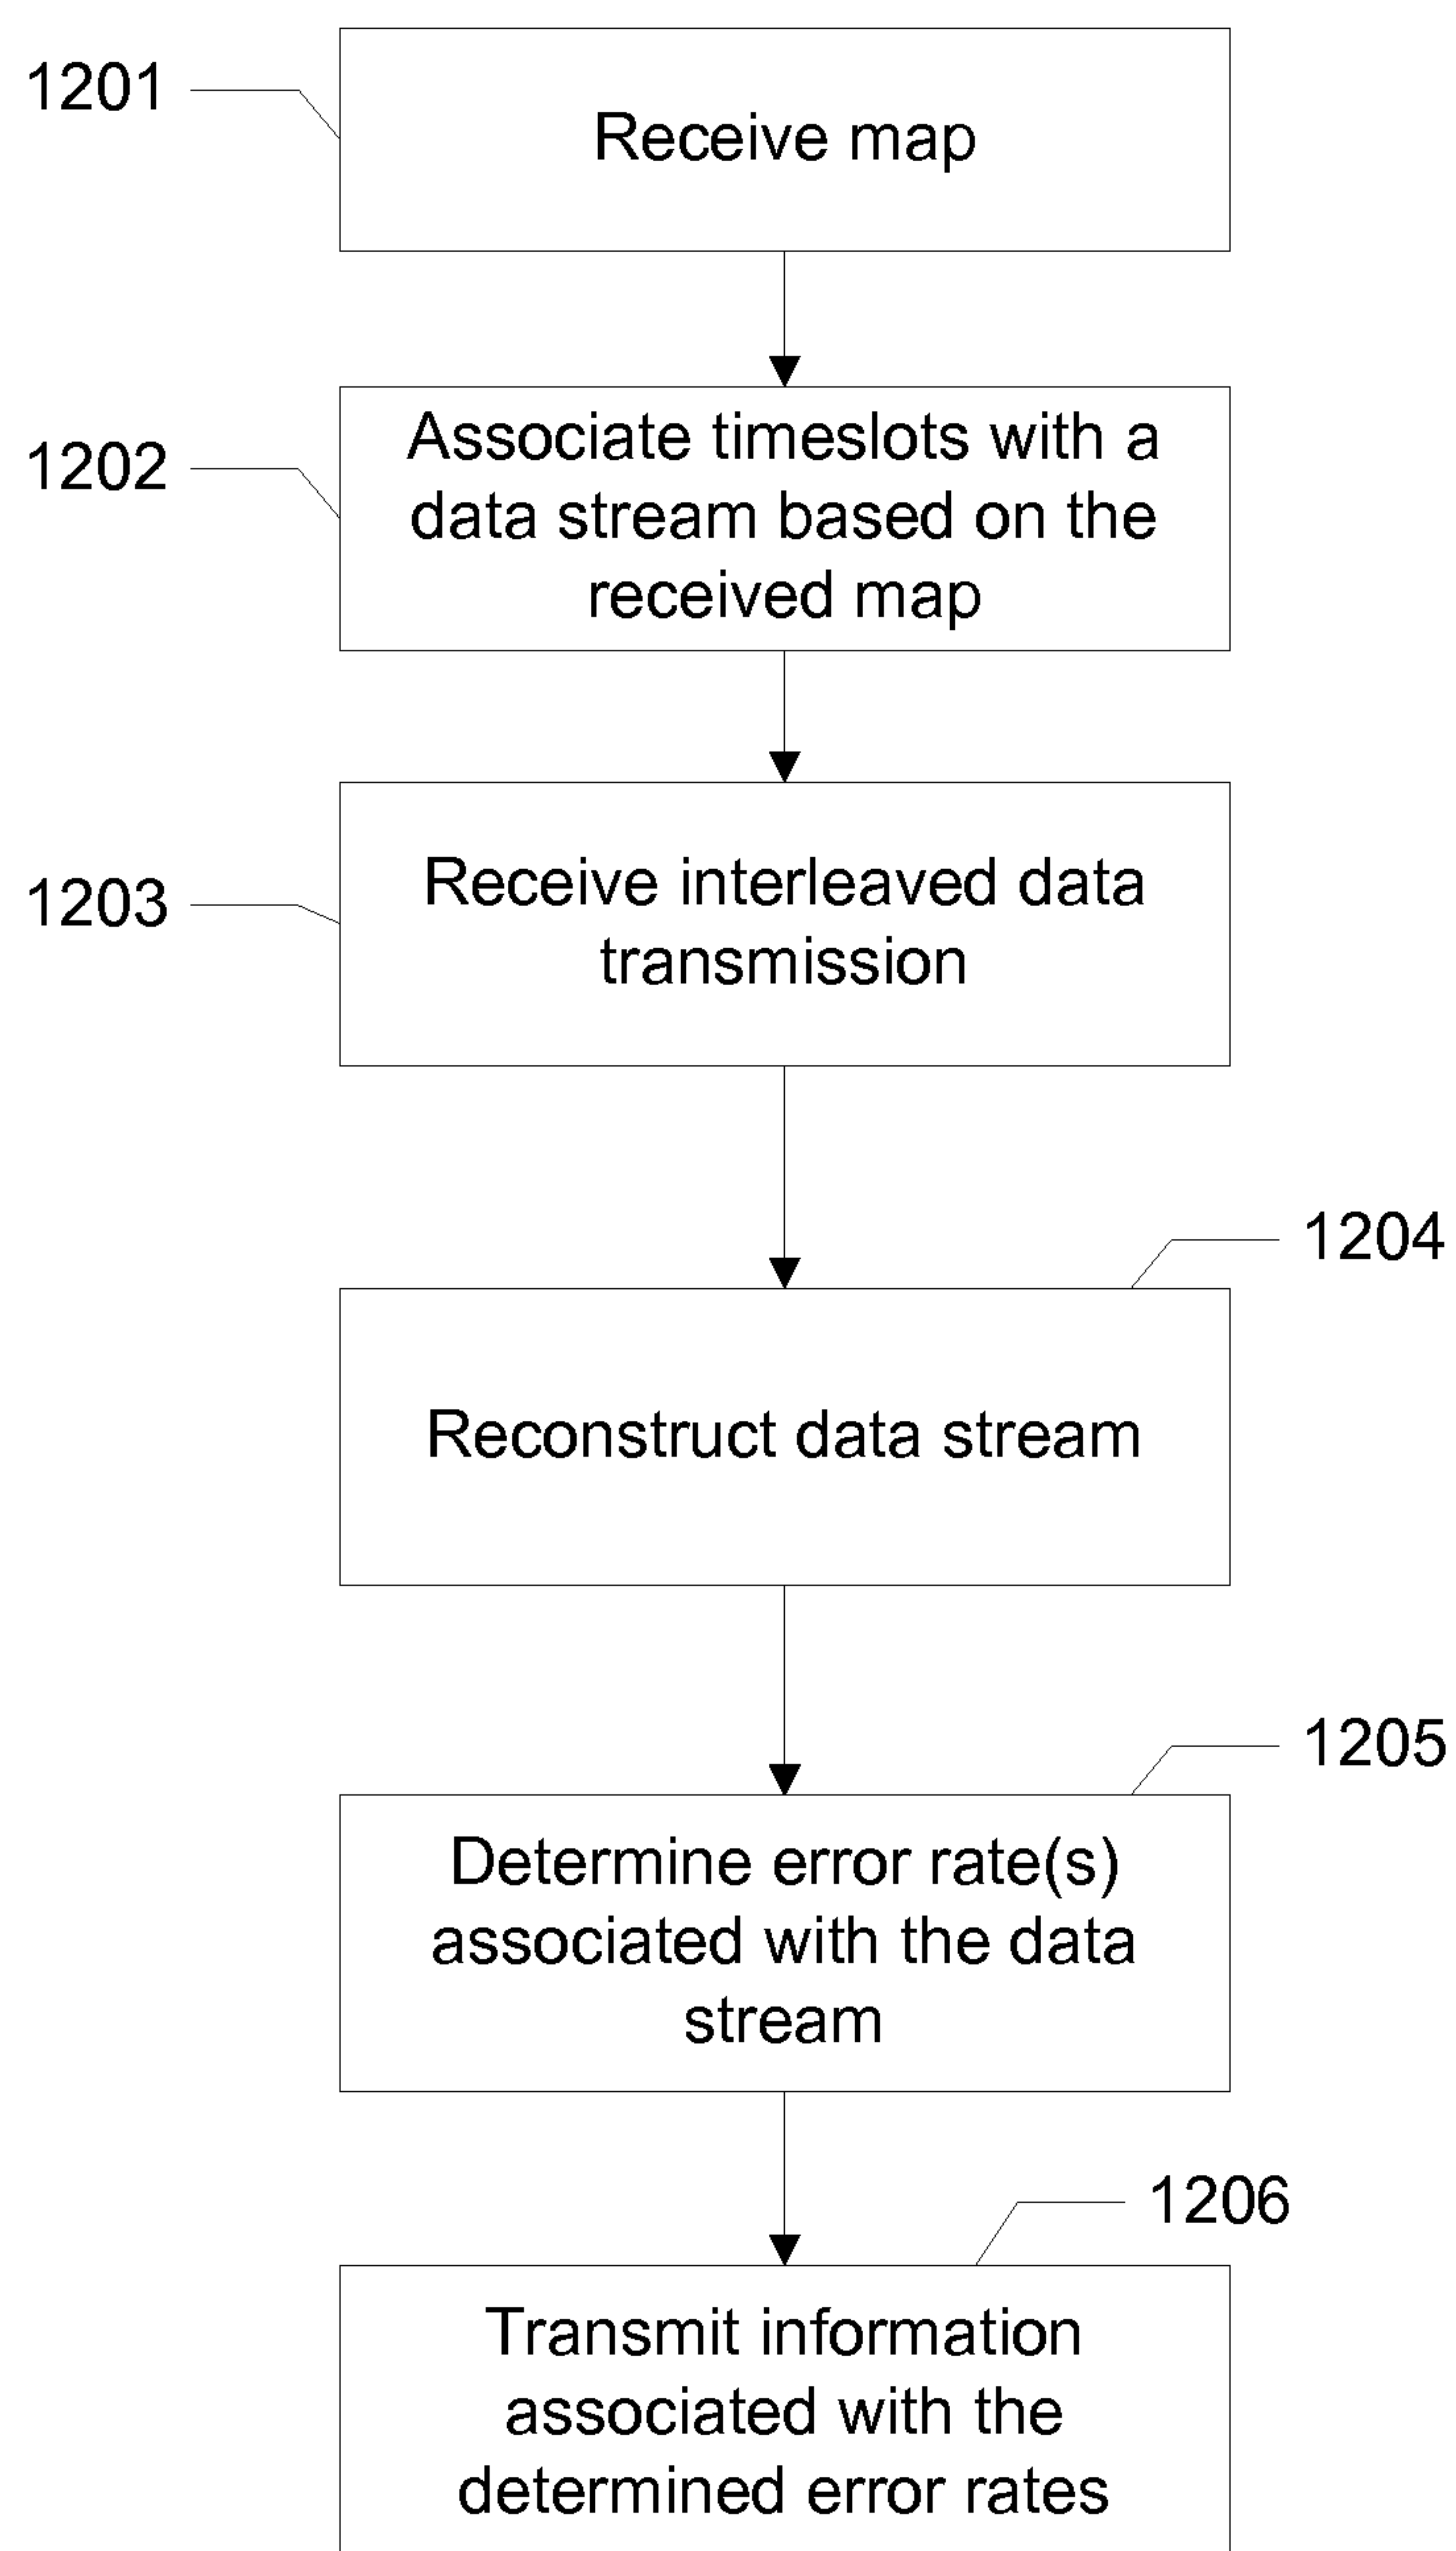 1201
Receive map
1202
Associate timeslots with a
data stream based on the
received map
1203
Receive interleaved data
transmission
1204
Reconstruct data stream
1205
Determine error rate(s)
associated with the data
stream
1206
Transmit information
associated with the
determined error rates